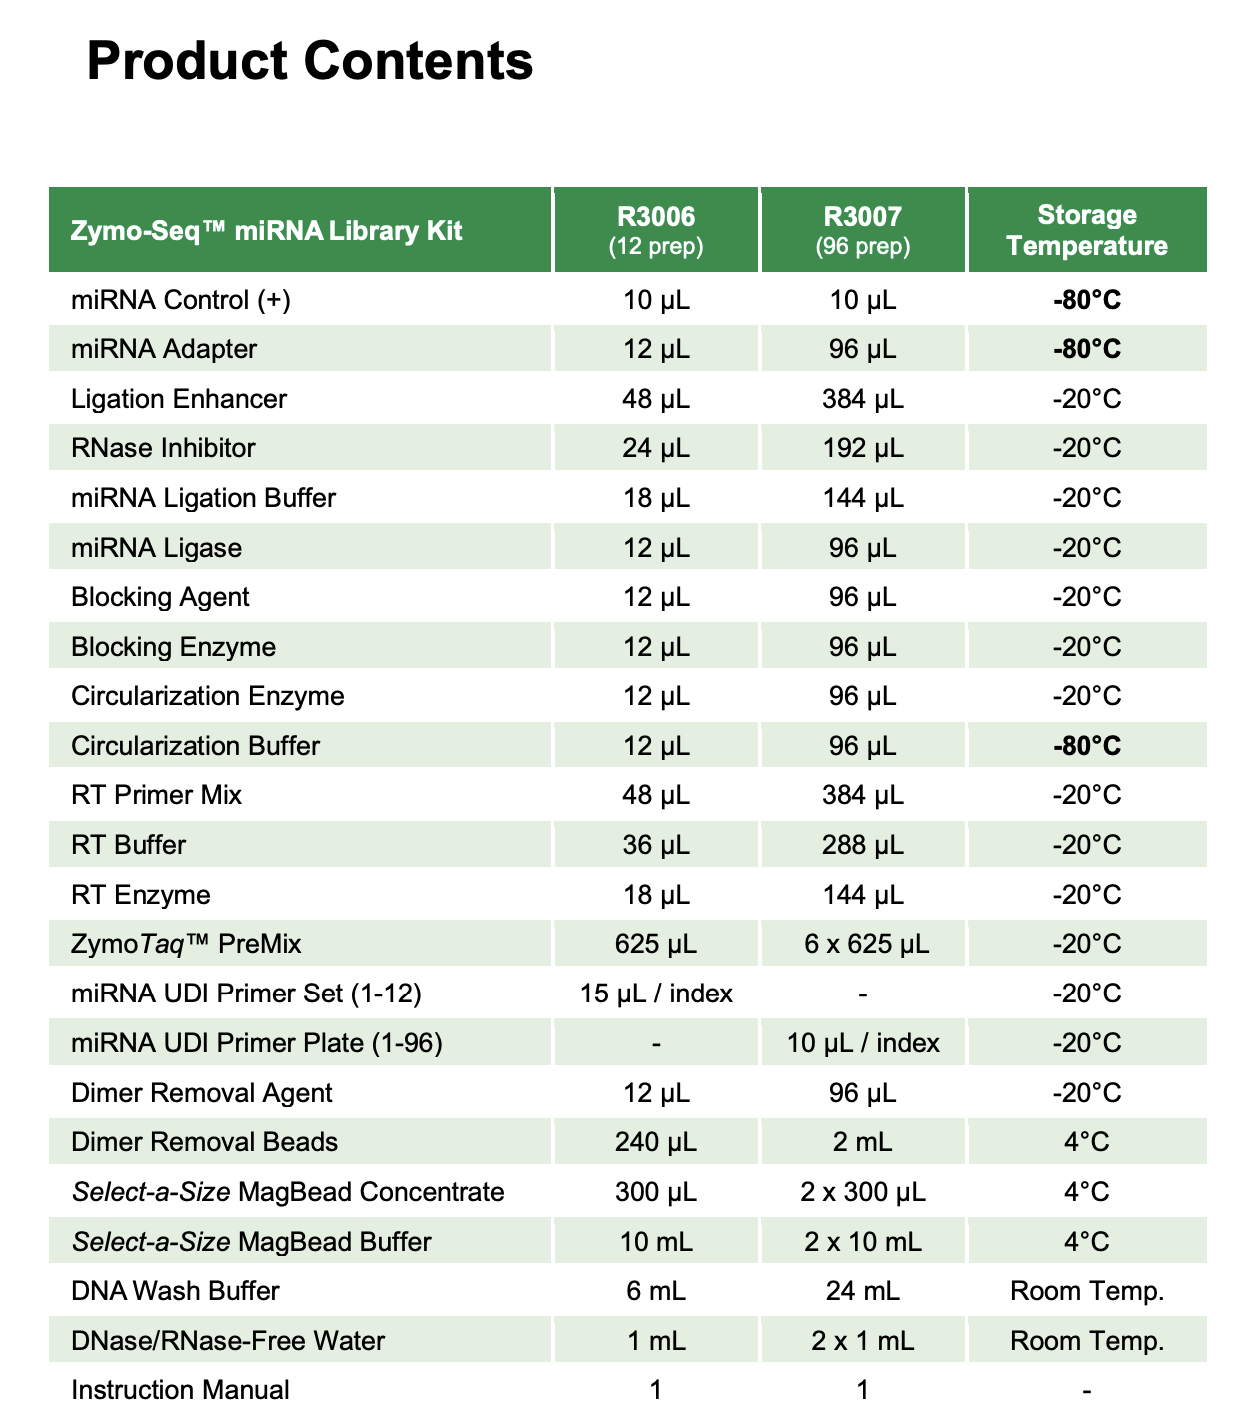 Product Contents
Zymo-Seq™ miRNA Library Kit R3006 (12 prep) R3007 (96 prep) Storage Temperature
miRNA Control (+) 10 µL 10 µL -80°C
miRNA Adapter 12 µL 96 µL -80°C
Ligation Enhancer 48 µL 384 µL -20°C
RNase Inhibitor 24 µL 192 µL -20°C
miRNA Ligation Buffer 18 µL 144 µL -20°C
miRNA Ligase 12 µL 96 µL -20°C
Blocking Agent 12 µL 96 µL -20°C
Blocking Enzyme 12 µL 96 µL -20°C
Circularization Enzyme 12 µL 96 µL -20°C
Circularization Buffer 12 µL 96 µL -80°C
RT Primer Mix 48 µL 384 µL -20°C
RT Buffer 36 µL 288 µL -20°C
RT Enzyme 18 µL 144 µL -20°C
ZymoTaq™ PreMix 625 µL 6 x 625 µL -20°C
miRNA UDI Primer Set (1-12) 15 µL / index - -20°C
miRNA UDI Primer Plate (1-96) - 10 µL / index -20°C
Dimer Removal Agent 12 µL 96 µL -20°C
Dimer Removal Beads 240 µL 2 mL 4°C
Select-a-Size MagBead Concentrate 300 µL 2 x 300 µL 4°C
Select-a-Size MagBead Buffer 10 mL 2 x 10 mL 4°C
DNA Wash Buffer 6 mL 24 mL Room Temp.
DNase/RNase-Free Water 1 mL 2 x 1 mL Room Temp.
Instruction Manual 1 1 -